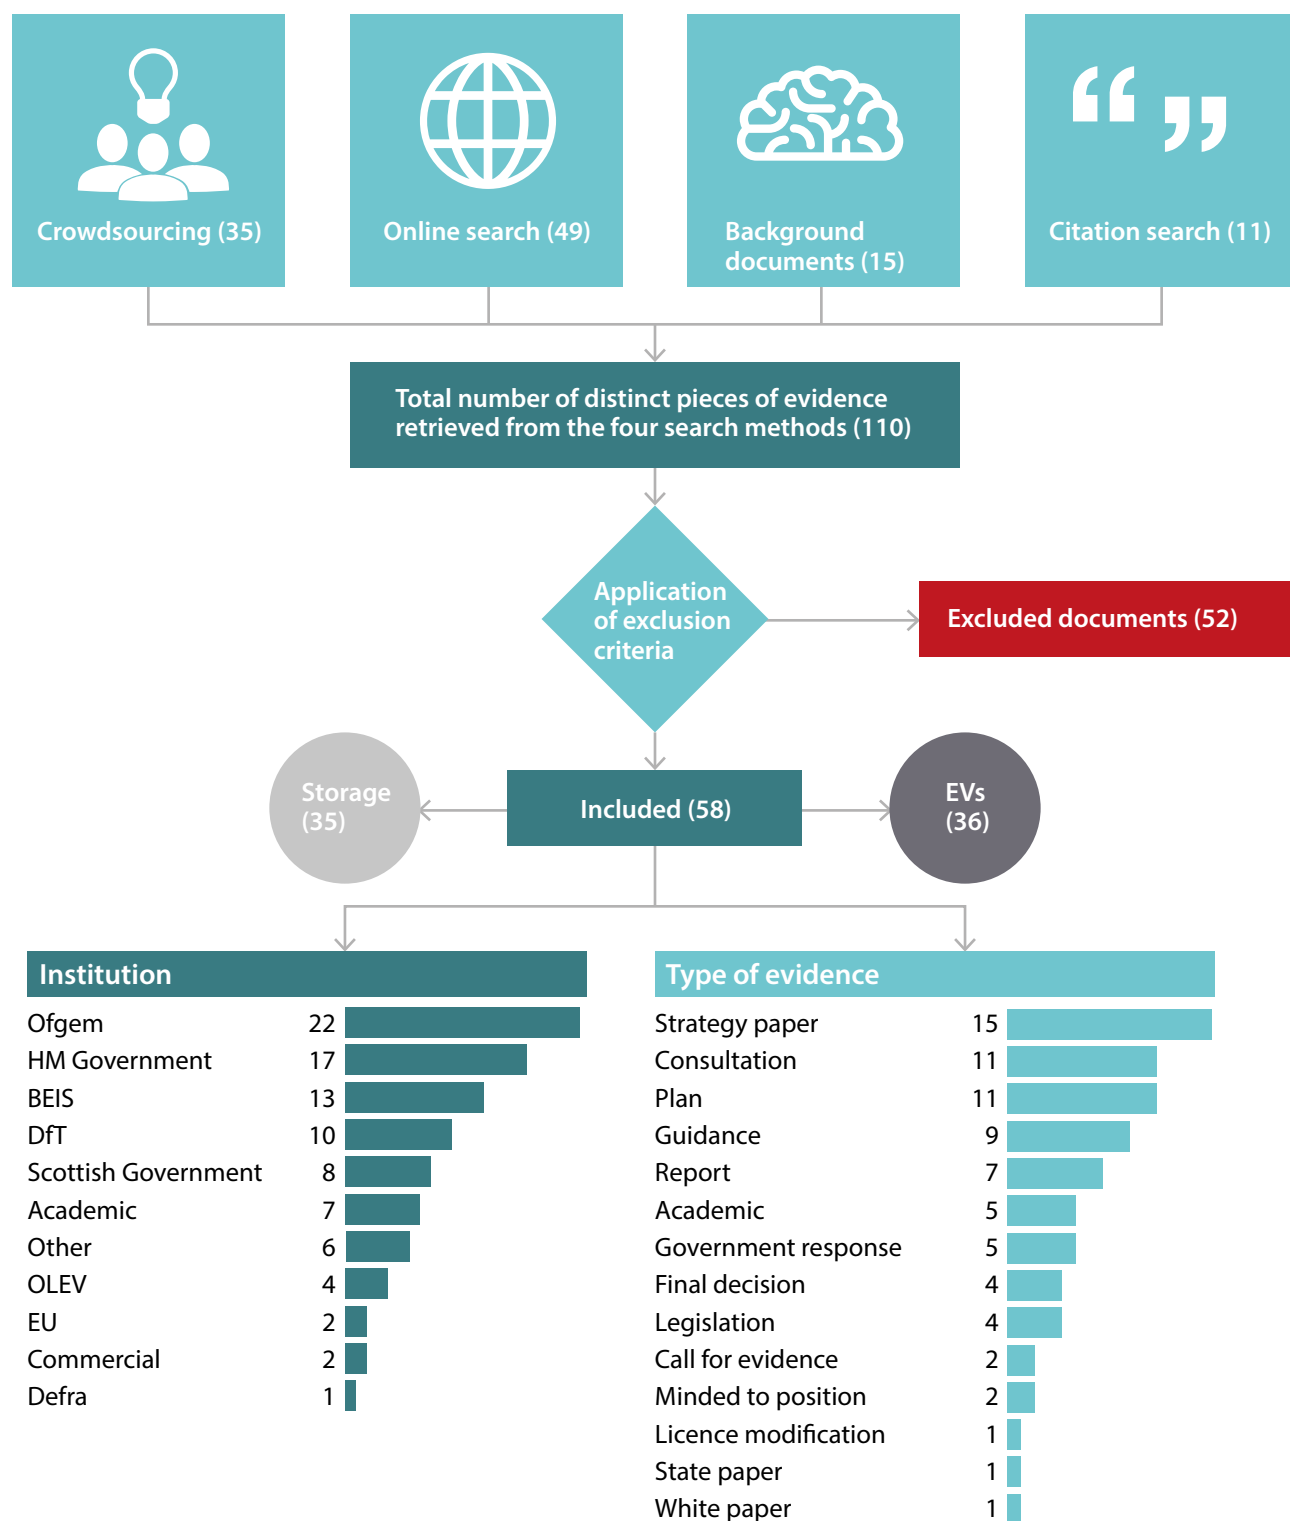 Crowdsourcing (35)
Online search (49)
Background
documents (15)
Citation search (11)
Total number of distinct pieces of evidence
retrieved from the four search methods (110)
Application
of exclusion
criteria
Excluded documents (52)
Storage
(35)
Included (58)
EVs
(36)
Institution
Ofgem 22
HM Government 17
BEIS 13
DfT 10
Scottish Government 8
Academic 7
Other 6
OLEV 4
EU 2
Commercial 2
Defra 1
Type of evidence
Strategy paper 15
Consultation 11
Plan 11
Guidance 9
Report 7
Academic 5
Government response 5
Final decision 4
Legislation 4
Call for evidence 2
Minded to position 2
Licence modification 1
State paper 1
White paper 1